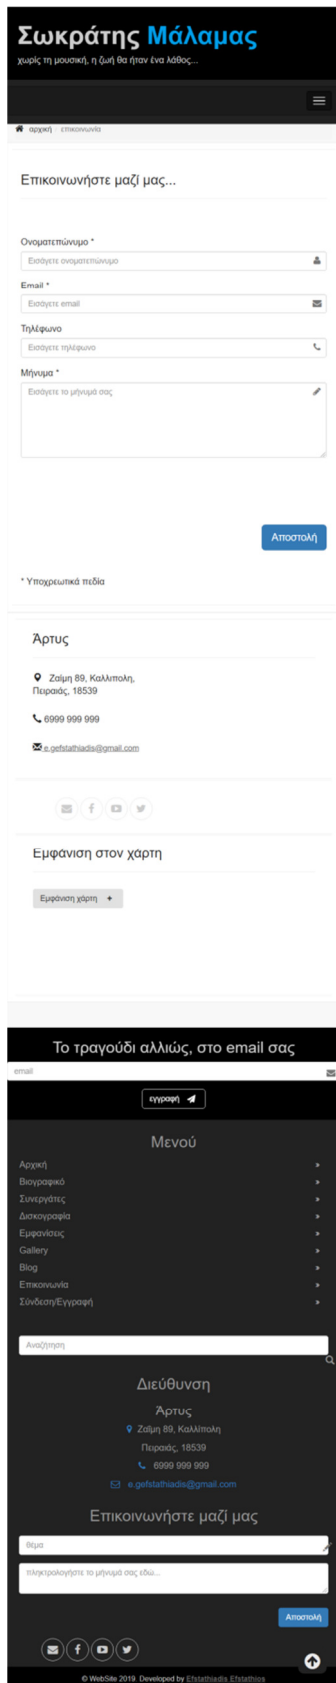 Σωκράτης Μάλαμας
χωρίς τη μουσική, η ζωή θα ήταν ένα λάθος...
αρχική / επικοινωνία
Επικοινωνήστε μαζί μας...
Ονοματεπώνυμο *
Εισάγετε ονοματεπώνυμο
Email *
Εισάγετε email
Τηλέφωνο
Εισάγετε τηλέφωνο
Μήνυμα *
Εισάγετε το μήνυμά σας
Αποστολή
* Υποχρεωτικά πεδία
Άρτυς
Ζαΐμη 89, Καλλιπολη,
Πειραιάς, 18539
6999 999 999
e.gefstathiadis@gmail.com
Εμφάνιση στον χάρτη
Εμφάνιση χάρτη +
Το τραγούδι αλλιώς, στο email σας
email
εγγραφή
Μενού
Αρχική »
Βιογραφικό »
Συνεργάτες »
Δισκογραφία »
Εμφανίσεις »
Gallery »
Blog »
Επικοινωνία »
Σύνδεση/Εγγραφή »
Αναζήτηση
Διεύθυνση
Άρτυς
Ζαΐμη 89, Καλλίπολη
Πειραιάς, 18539
6999 999 999
e.gefstathiadis@gmail.com
Επικοινωνήστε μαζί μας
θέμα
πληκτρολογήστε το μήνυμά σας εδώ...
Αποστολή
© WebSite 2019. Developed by Efstathiadis Efstathios